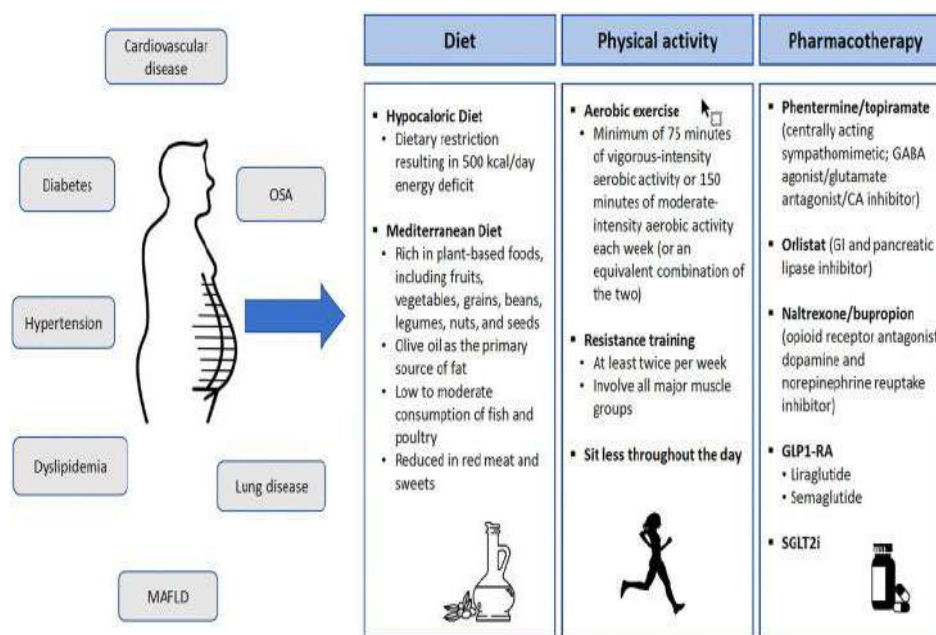 Cardiovascular
disease
Diabetes
OSA
Hypertension
Dyslipidemia
Lung disease
MAFLD
Diet
▪ Hypocaloric Diet
• Dietary restriction
resulting in 500 kcal/day
energy deficit
▪ Mediterranean Diet
• Rich in plant-based foods,
including fruits,
vegetables, grains, beans,
legumes, nuts, and seeds
• Olive oil as the primary
source of fat
• Low to moderate
consumption of fish and
poultry
• Reduced in red meat and
sweets
Physical activity
▪ Aerobic exercise
• Minimum of 75 minutes
of vigorous-intensity
aerobic activity or 150
minutes of moderate-
intensity aerobic activity
each week (or an
equivalent combination of
the two)
▪ Resistance training
• At least twice per week
• Involve all major muscle
groups
▪ Sit less throughout the day
Pharmacotherapy
▪ Phentermine/topiramate
(centrally acting
sympathomimetic; GABA
agonist/glutamate
antagonist/CA inhibitor)
▪ Orlistat (GI and pancreatic
lipase inhibitor)
▪ Naltrexone/bupropion
(opioid receptor antagonist
dopamine and
norepinephrine reuptake
inhibitor)
▪ GLP1-RA
• Liraglutide
• Semaglutide
▪ SGLT2i